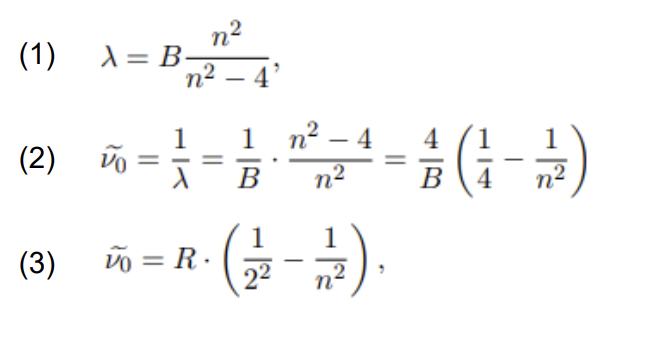 (1) λ = B n²/(n² − 4),
(2) ν̃₀ = 1/λ = 1/B · (n² − 4)/n² = 4/B (1/4 − 1/n²)
(3) ν̃₀ = R · (1/2² − 1/n²),